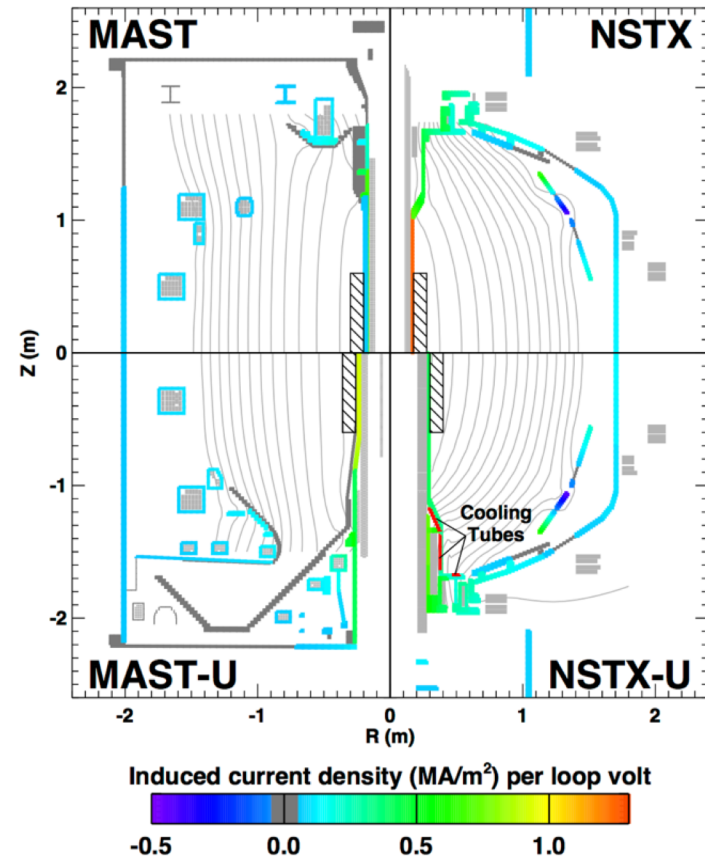 MAST
NSTX
2
1
0
-1
-2
Z (m)
Cooling
Tubes
MAST-U
NSTX-U
-2
-1
0
1
2
R (m)
Induced current density (MA/m²) per loop volt
-0.5
0.0
0.5
1.0